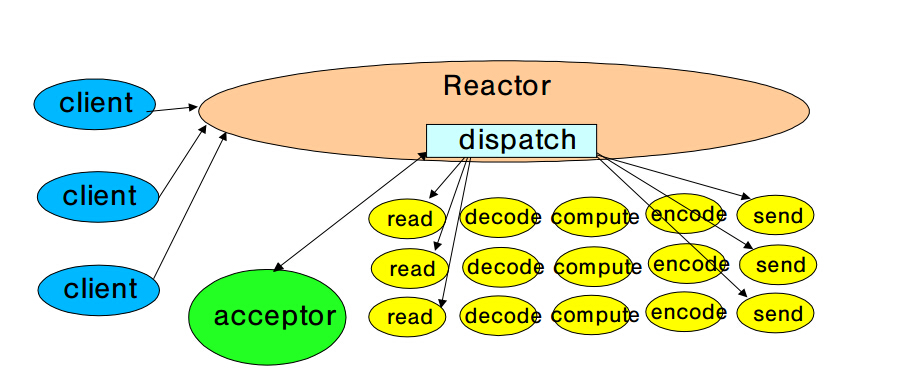 Reactor
client
dispatch
client
client
acceptor
read decode compute encode send
read decode compute encode send
read decode compute encode send